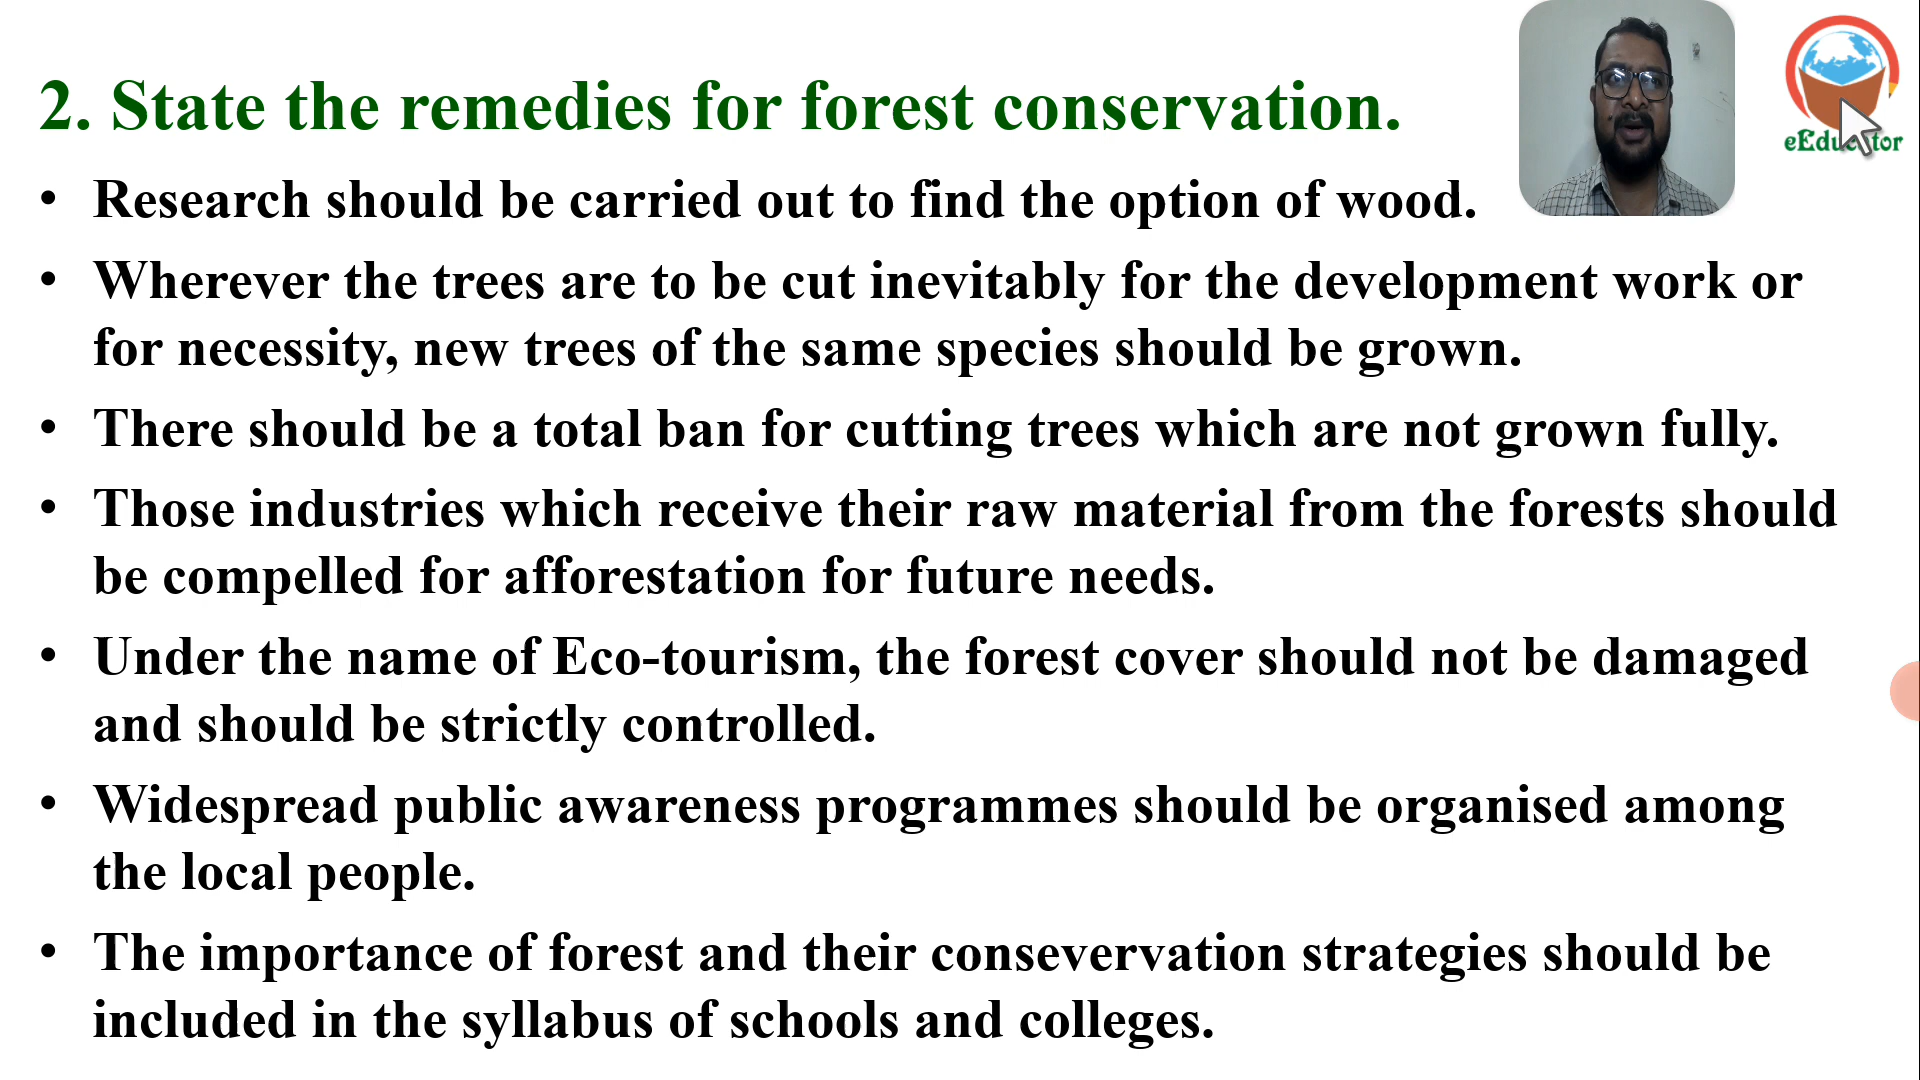 2. State the remedies for forest conservation.
• Research should be carried out to find the option of wood.
• Wherever the trees are to be cut inevitably for the development work or
for necessity, new trees of the same species should be grown.
• There should be a total ban for cutting trees which are not grown fully.
• Those industries which receive their raw material from the forests should
be compelled for afforestation for future needs.
• Under the name of Eco-tourism, the forest cover should not be damaged
and should be strictly controlled.
• Widespread public awareness programmes should be organised among
the local people.
• The importance of forest and their consevervation strategies should be
included in the syllabus of schools and colleges.
eEducator